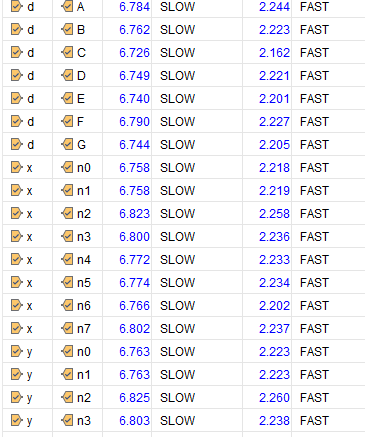 d A 6.784 SLOW 2.244 FAST
d B 6.762 SLOW 2.223 FAST
d C 6.726 SLOW 2.162 FAST
d D 6.749 SLOW 2.221 FAST
d E 6.740 SLOW 2.201 FAST
d F 6.790 SLOW 2.227 FAST
d G 6.744 SLOW 2.205 FAST
x n0 6.758 SLOW 2.218 FAST
x n1 6.758 SLOW 2.219 FAST
x n2 6.823 SLOW 2.258 FAST
x n3 6.800 SLOW 2.236 FAST
x n4 6.772 SLOW 2.233 FAST
x n5 6.774 SLOW 2.234 FAST
x n6 6.766 SLOW 2.202 FAST
x n7 6.802 SLOW 2.237 FAST
y n0 6.763 SLOW 2.223 FAST
y n1 6.763 SLOW 2.223 FAST
y n2 6.825 SLOW 2.260 FAST
y n3 6.803 SLOW 2.238 FAST